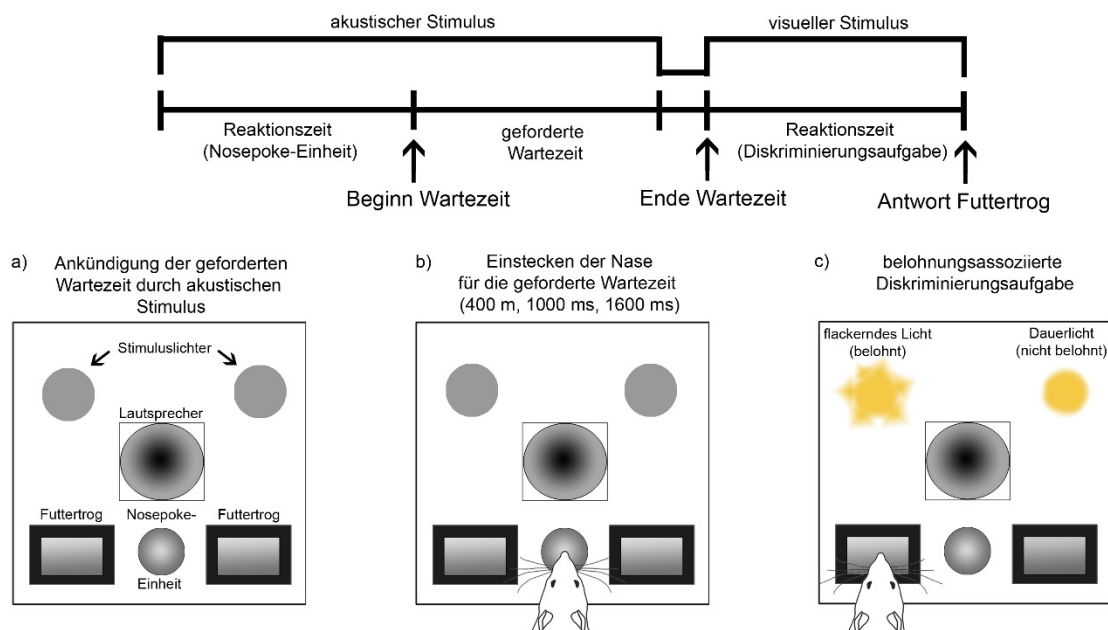 akustischer Stimulus
visueller Stimulus
Reaktionszeit
(Nosepoke-Einheit)
geforderte
Wartezeit
Reaktionszeit
(Diskriminierungsaufgabe)
Beginn Wartezeit
Ende Wartezeit
Antwort Futtertrog
a) Ankündigung der geforderten
Wartezeit durch akustischen
Stimulus
Stimuluslichter
Lautsprecher
Futtertrog
Nosepoke-
Einheit
Futtertrog
b) Einstecken der Nase
für die geforderte Wartezeit
(400 m, 1000 ms, 1600 ms)
c) belohnungsassoziierte
Diskriminierungsaufgabe
flackerndes Licht
(belohnt)
Dauerlicht
(nicht belohnt)